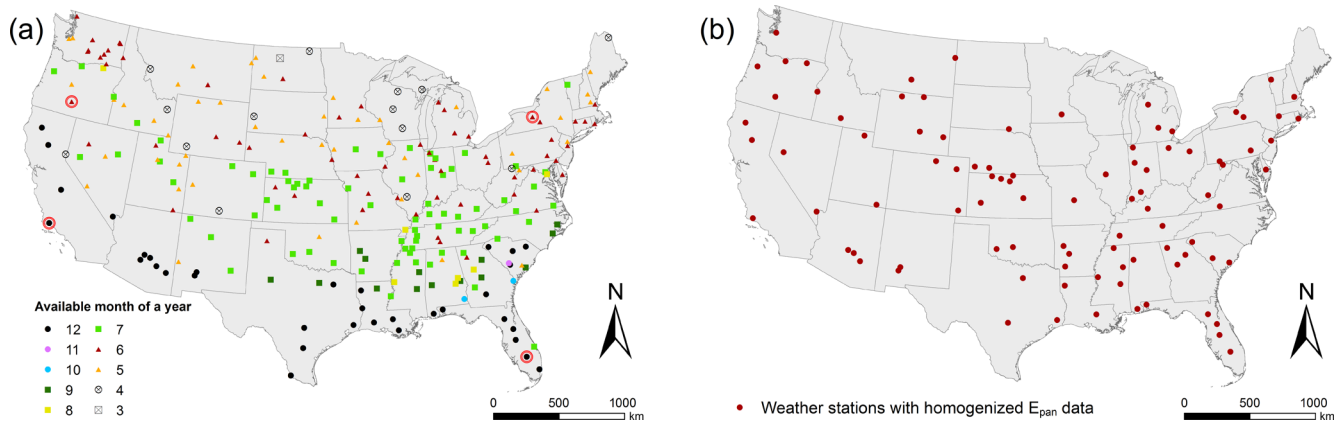 (a)
N
Available month of a year
12 7
11 6
10 5
9 4
8 3
0 500 1000
km
(b)
N
Weather stations with homogenized Epan data
0 500 1000
km